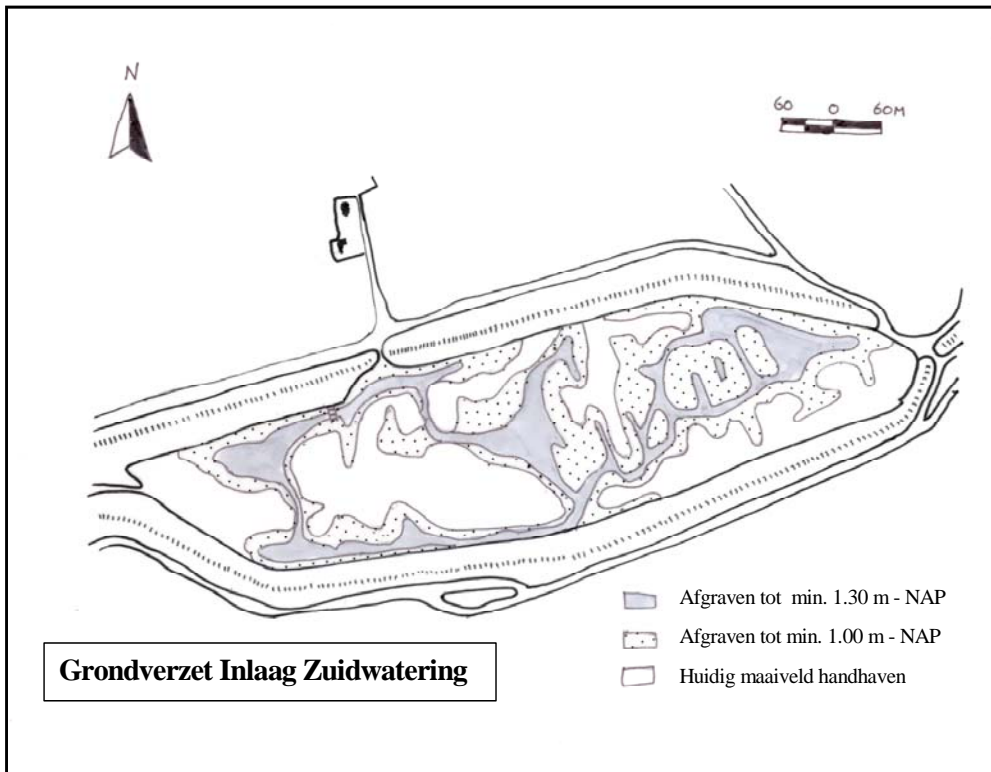 N
60 0 60M
Afgraven tot min. 1.30 m - NAP
Afgraven tot min. 1.00 m - NAP
Huidig maaiveld handhaven
Grondverzet Inlaag Zuidwatering